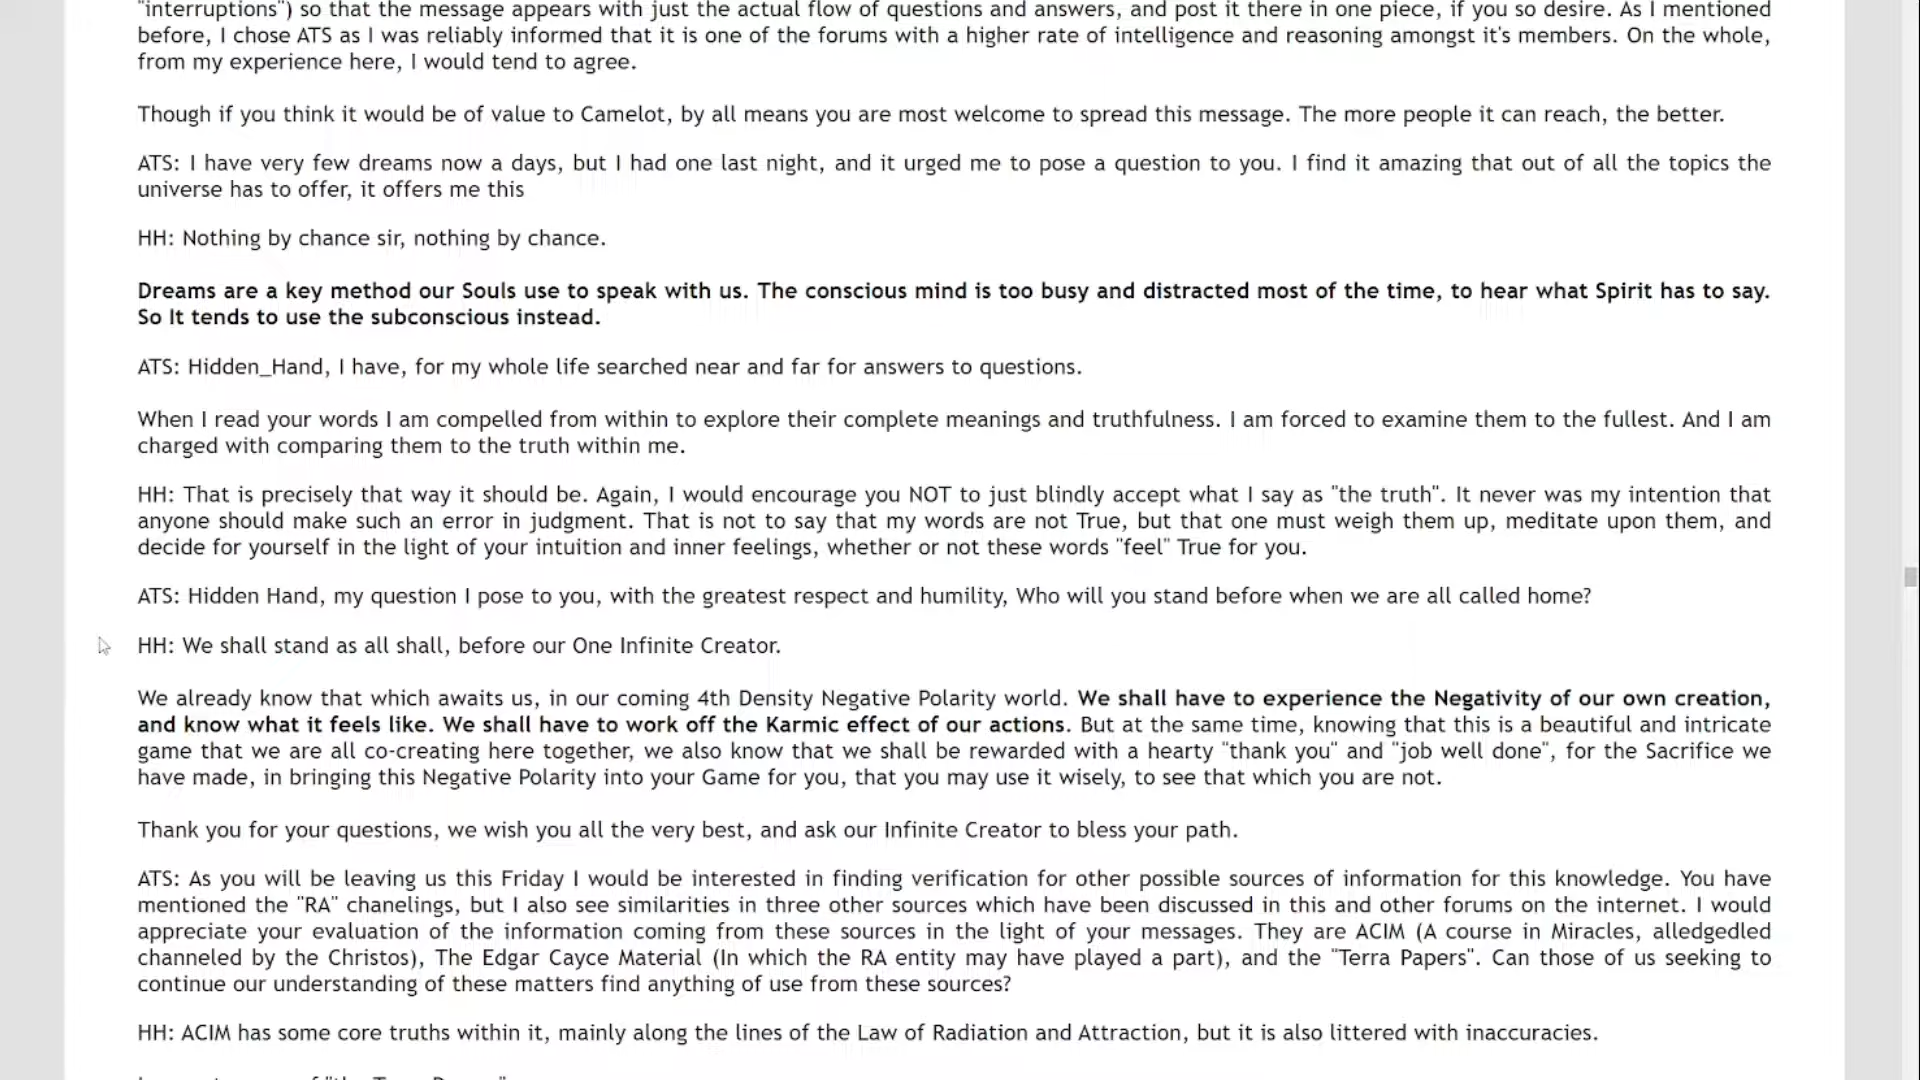 "interruptions") so that the message appears with just the actual flow of questions and answers, and post it there in one piece, if you so desire. As I mentioned
before, I chose ATS as I was reliably informed that it is one of the forums with a higher rate of intelligence and reasoning amongst it's members. On the whole,
from my experience here, I would tend to agree.
Though if you think it would be of value to Camelot, by all means you are most welcome to spread this message. The more people it can reach, the better.
ATS: I have very few dreams now a days, but I had one last night, and it urged me to pose a question to you. I find it amazing that out of all the topics the
universe has to offer, it offers me this
HH: Nothing by chance sir, nothing by chance.
Dreams are a key method our Souls use to speak with us. The conscious mind is too busy and distracted most of the time, to hear what Spirit has to say.
So It tends to use the subconscious instead.
ATS: Hidden_Hand, I have, for my whole life searched near and far for answers to questions.
When I read your words I am compelled from within to explore their complete meanings and truthfulness. I am forced to examine them to the fullest. And I am
charged with comparing them to the truth within me.
HH: That is precisely that way it should be. Again, I would encourage you NOT to just blindly accept what I say as "the truth". It never was my intention that
anyone should make such an error in judgment. That is not to say that my words are not True, but that one must weigh them up, meditate upon them, and
decide for yourself in the light of your intuition and inner feelings, whether or not these words "feel" True for you.
ATS: Hidden Hand, my question I pose to you, with the greatest respect and humility, Who will you stand before when we are all called home?
HH: We shall stand as all shall, before our One Infinite Creator.
We already know that which awaits us, in our coming 4th Density Negative Polarity world. We shall have to experience the Negativity of our own creation,
and know what it feels like. We shall have to work off the Karmic effect of our actions. But at the same time, knowing that this is a beautiful and intricate
game that we are all co-creating here together, we also know that we shall be rewarded with a hearty "thank you" and "job well done", for the Sacrifice we
have made, in bringing this Negative Polarity into your Game for you, that you may use it wisely, to see that which you are not.
Thank you for your questions, we wish you all the very best, and ask our Infinite Creator to bless your path.
ATS: As you will be leaving us this Friday I would be interested in finding verification for other possible sources of information for this knowledge. You have
mentioned the "RA" chanelings, but I also see similarities in three other sources which have been discussed in this and other forums on the internet. I would
appreciate your evaluation of the information coming from these sources in the light of your messages. They are ACIM (A course in Miracles, alledgedled
channeled by the Christos), The Edgar Cayce Material (In which the RA entity may have played a part), and the "Terra Papers". Can those of us seeking to
continue our understanding of these matters find anything of use from these sources?
HH: ACIM has some core truths within it, mainly along the lines of the Law of Radiation and Attraction, but it is also littered with inaccuracies.